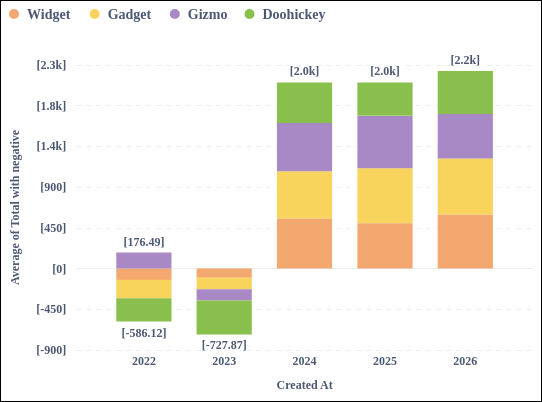 Widget Gadget Gizmo Doohickey
[2.3k]
[1.8k]
[1.4k]
[900]
[450]
[0]
[-450]
[-900]
Average of Total with negative
[176.49]
[-586.12]
[-727.87]
[2.0k]
[2.0k]
[2.2k]
2022 2023 2024 2025 2026
Created At